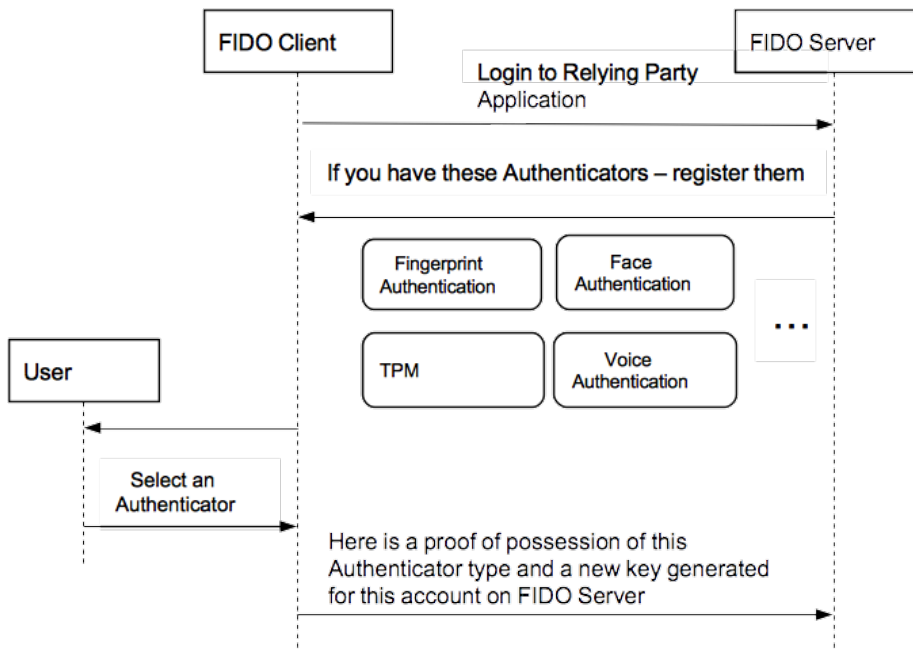 FIDO Client
FIDO Server
Login to Relying Party
Application
If you have these Authenticators – register them
Fingerprint
Authentication
Face
Authentication
...
TPM
Voice
Authentication
User
Select an
Authenticator
Here is a proof of possession of this
Authenticator type and a new key generated
for this account on FIDO Server